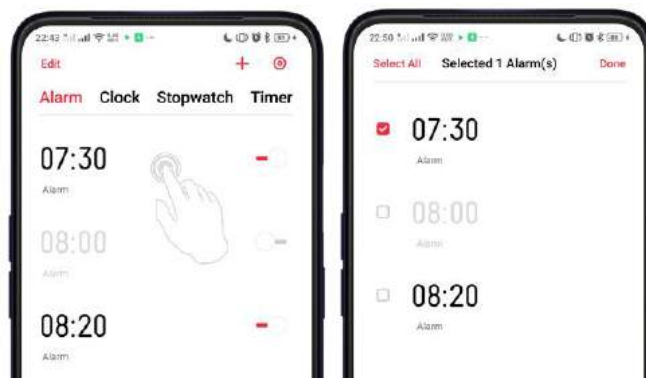 22:43
Edit
Alarm Clock Stopwatch Timer
07:30
Alarm
08:00
Alarm
08:20
Alarm
22:50
Select All Selected 1 Alarm(s) Done
07:30
Alarm
08:00
Alarm
08:20
Alarm